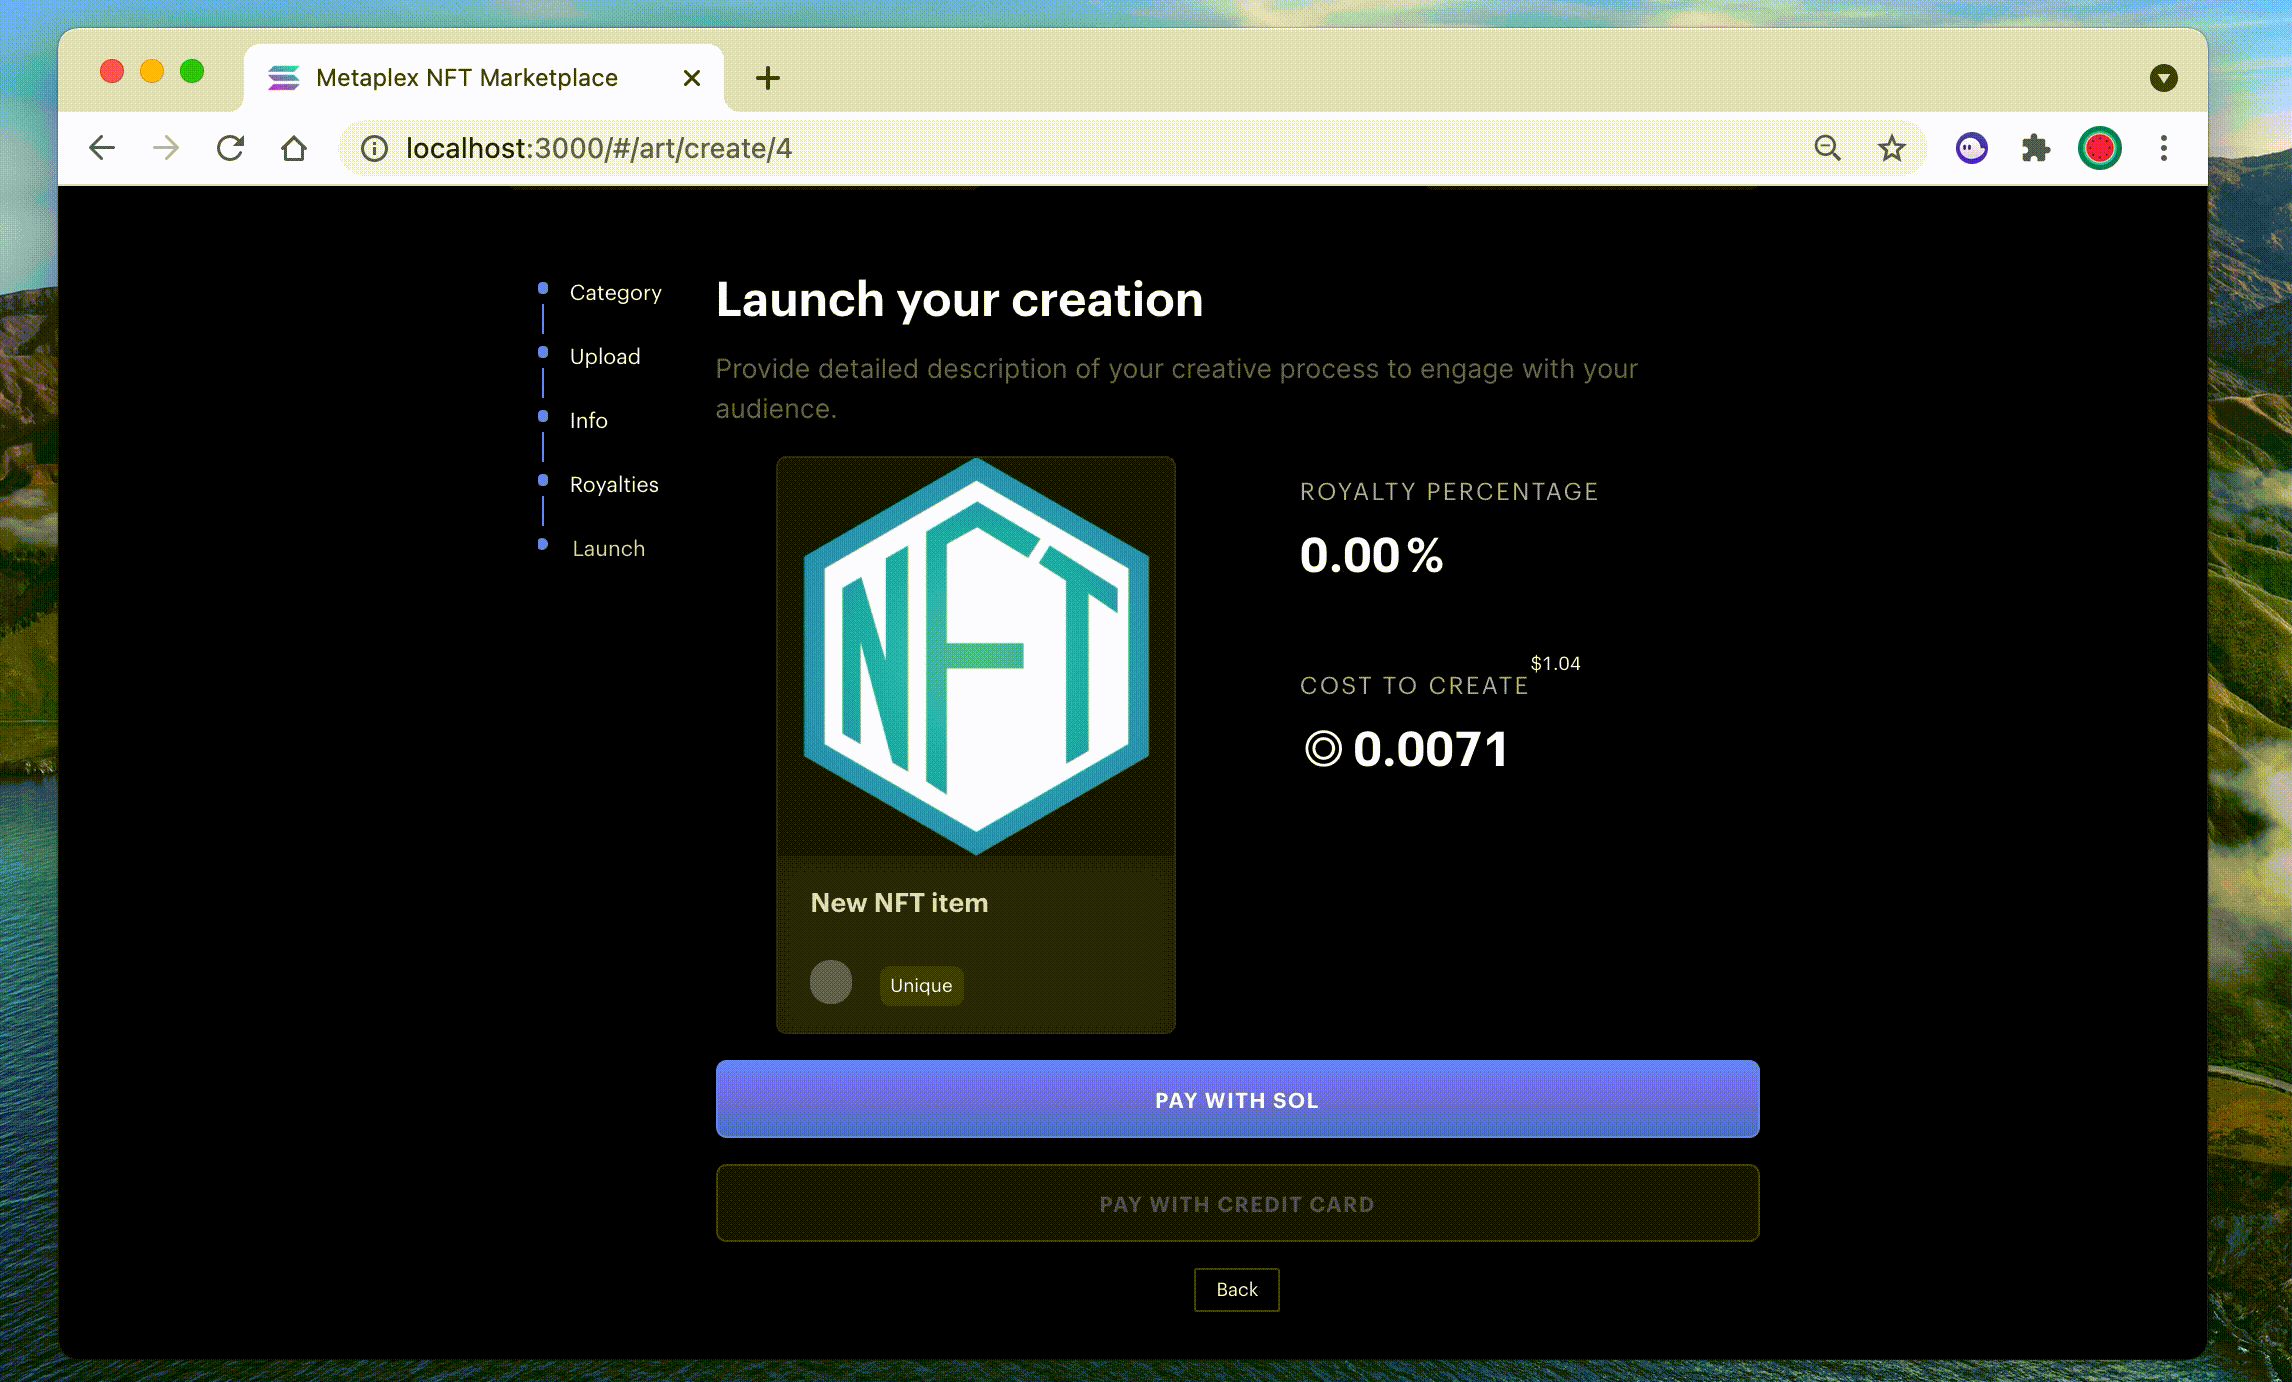 Metaplex NFT Marketplace
localhost:3000/#/art/create/4
Category
Upload
Info
Royalties
Launch
Launch your creation
Provide detailed description of your creative process to engage with your
audience.
NFT
New NFT item
Unique
ROYALTY PERCENTAGE
0.00%
COST TO CREATE $1.04
0.0071
PAY WITH SOL
PAY WITH CREDIT CARD
Back